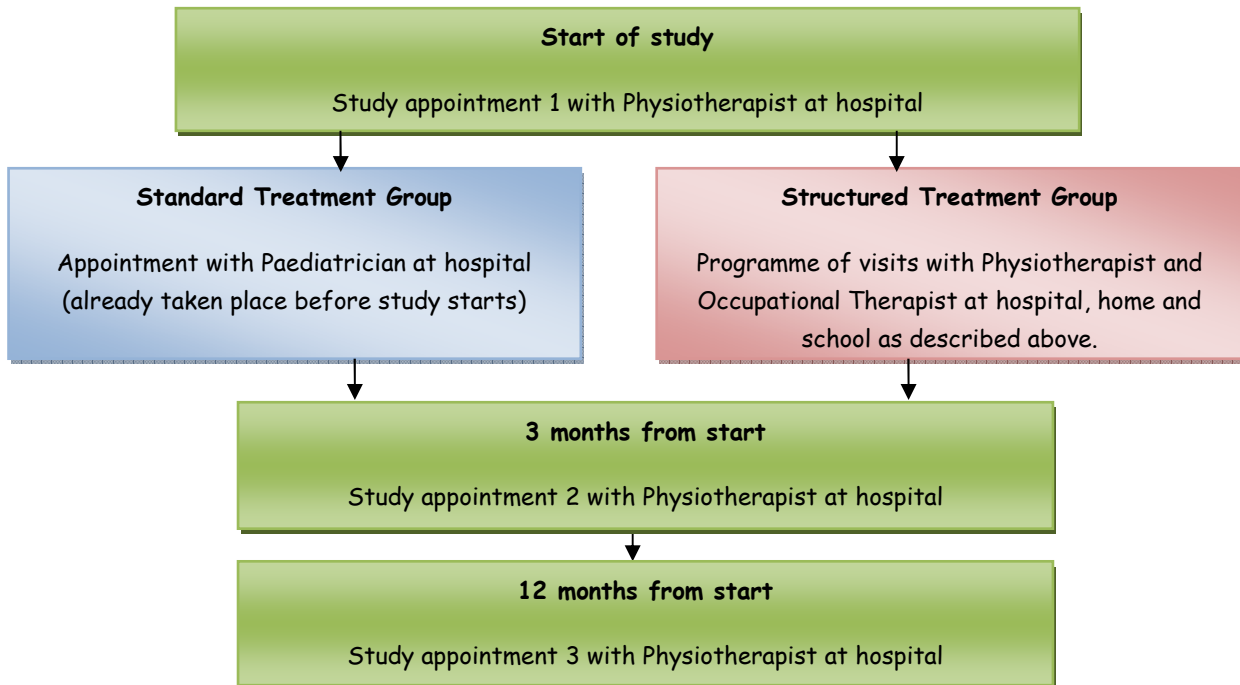 Start of study
Study appointment 1 with Physiotherapist at hospital
Standard Treatment Group
Appointment with Paediatrician at hospital
(already taken place before study starts)
Structured Treatment Group
Programme of visits with Physiotherapist and
Occupational Therapist at hospital, home and
school as described above.
3 months from start
Study appointment 2 with Physiotherapist at hospital
12 months from start
Study appointment 3 with Physiotherapist at hospital